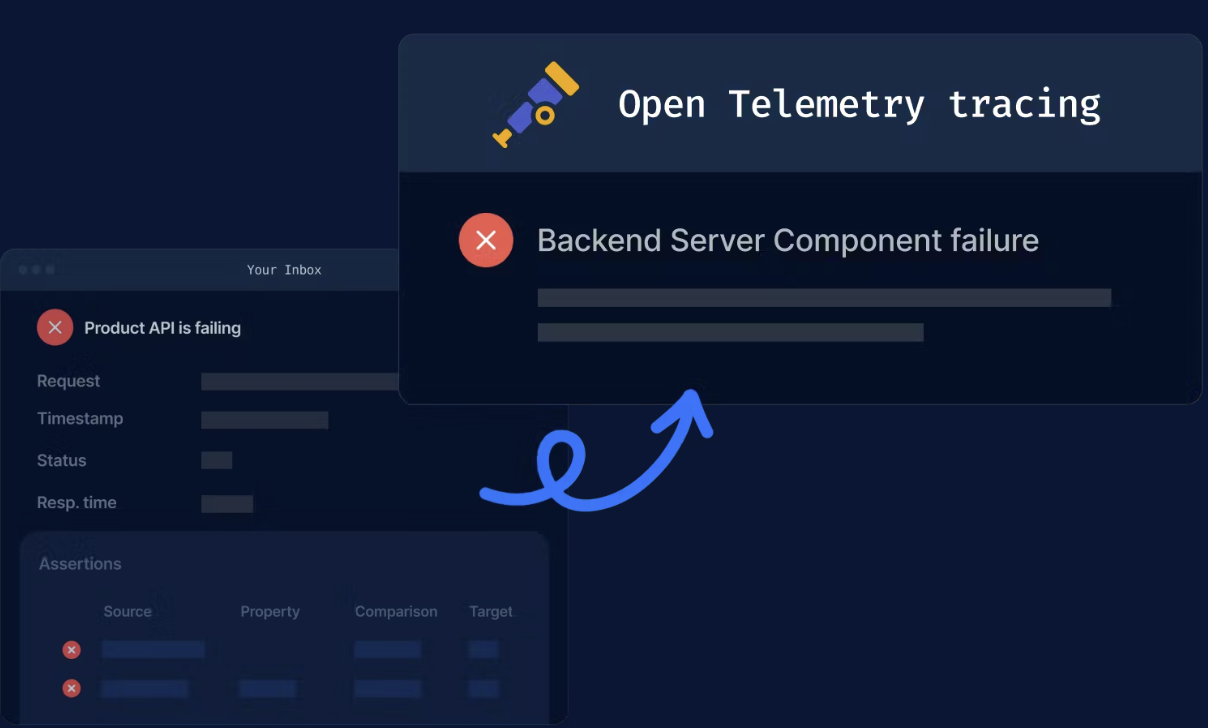 Open Telemetry tracing
Backend Server Component failure
Your Inbox
Product API is failing
Request
Timestamp
Status
Resp. time
Assertions
Source Property Comparison Target